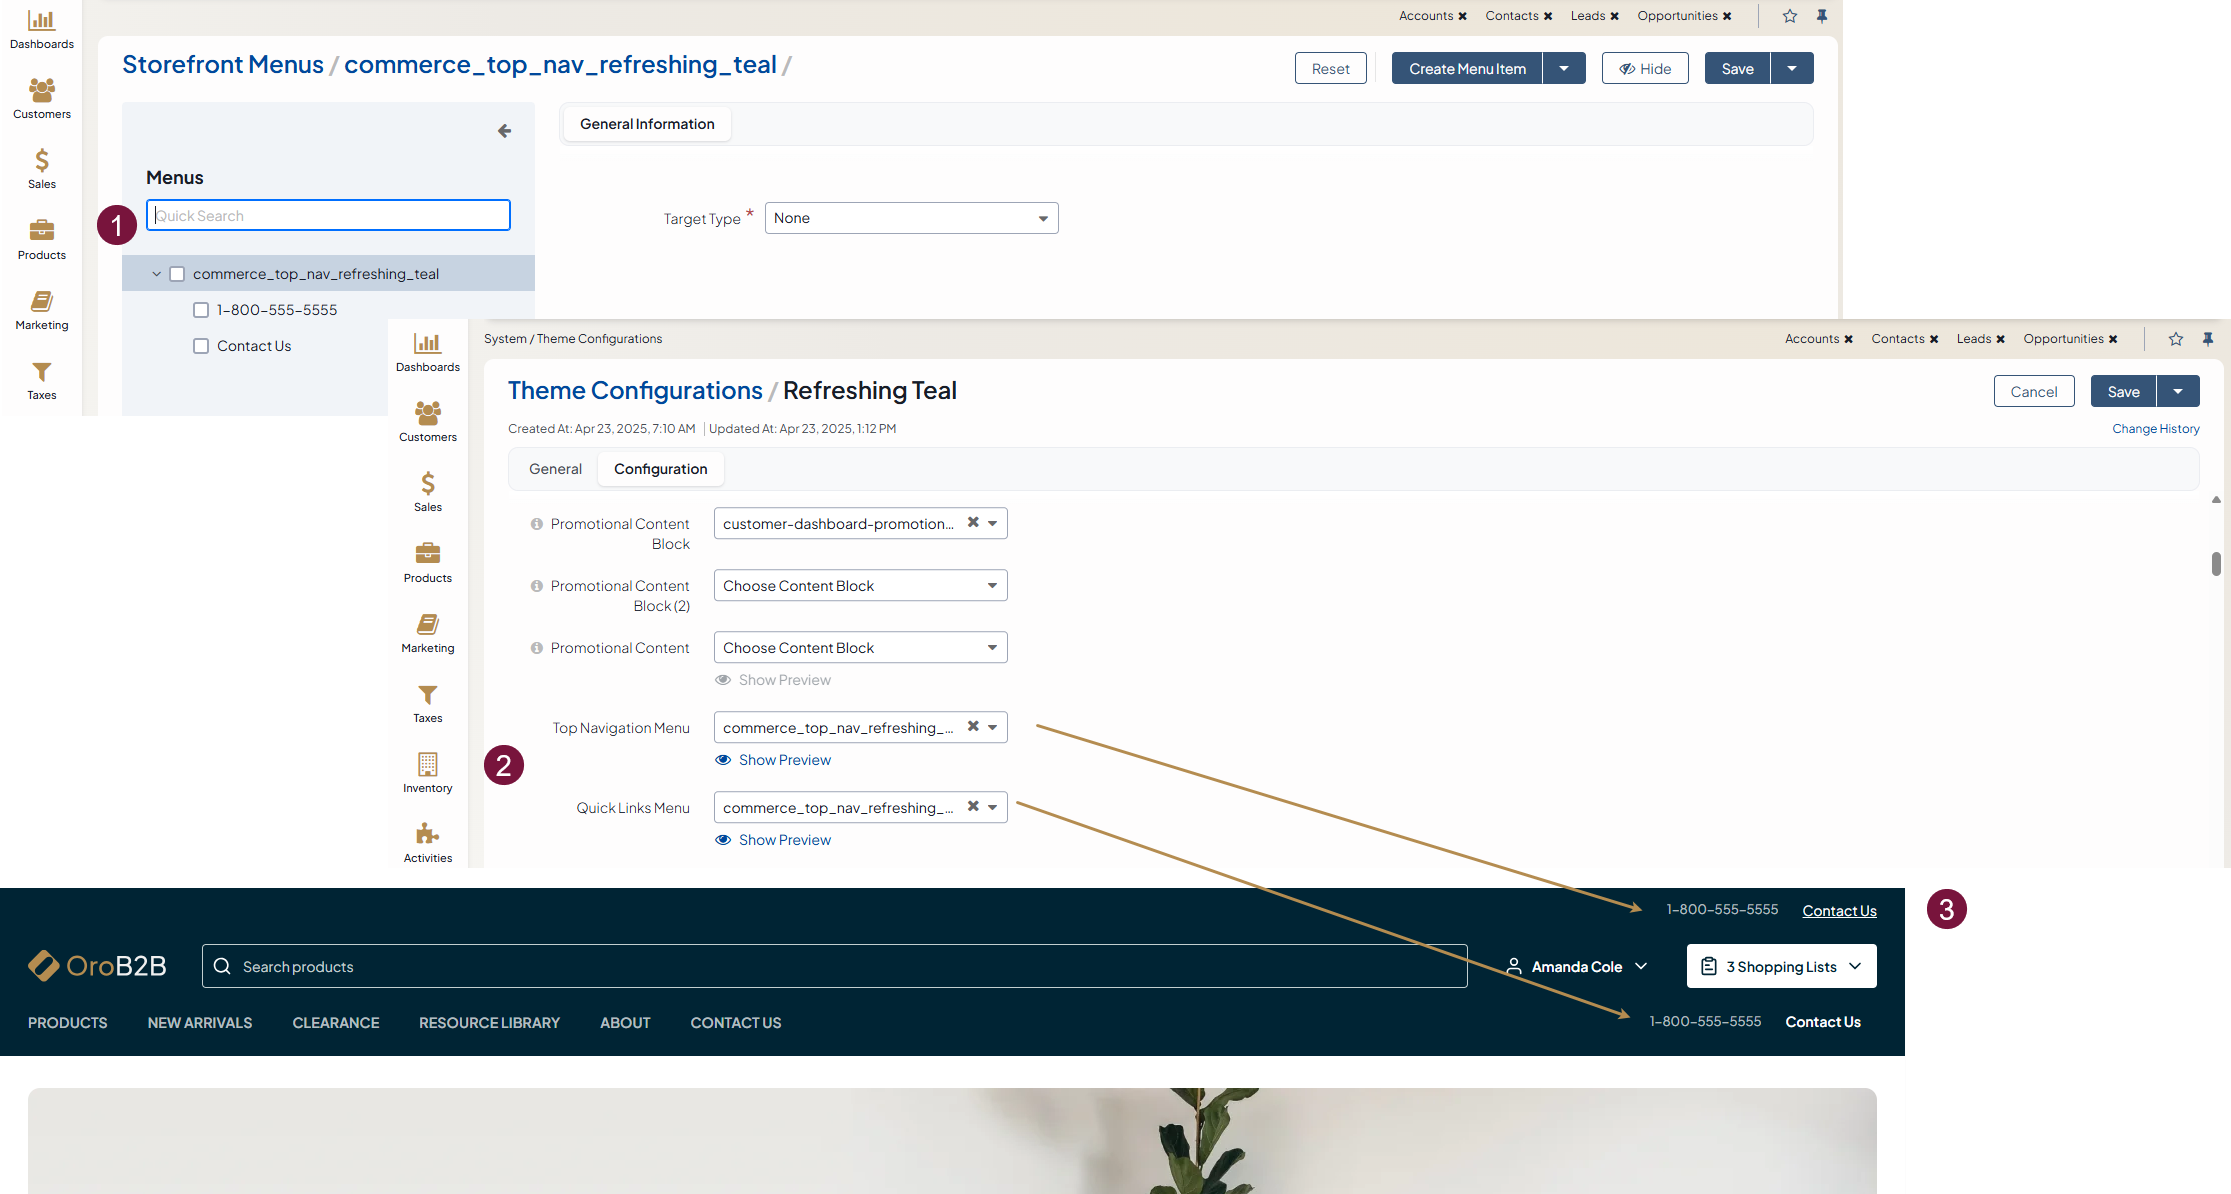 Dashboards
Customers
Sales
Products
Marketing
Taxes
Accounts ✖ Contacts ✖ Leads ✖ Opportunities ✖
Storefront Menus / commerce_top_nav_refreshing_teal /
Reset
Create Menu Item
Hide
Save
Menus
1
Quick Search
commerce_top_nav_refreshing_teal
1-800-555-5555
Contact Us
General Information
Target Type * None
Dashboards
Customers
Sales
Products
Marketing
Taxes
Inventory
Activities
System / Theme Configurations
Accounts ✖ Contacts ✖ Leads ✖ Opportunities ✖
Theme Configurations / Refreshing Teal
Cancel
Save
Created At: Apr 23, 2025, 7:10 AM | Updated At: Apr 23, 2025, 1:12 PM
Change History
General
Configuration
Promotional Content Block
customer-dashboard-promotion...
Promotional Content Block (2)
Choose Content Block
Promotional Content
Choose Content Block
Show Preview
Top Navigation Menu
commerce_top_nav_refreshing_...
Show Preview
2
Quick Links Menu
commerce_top_nav_refreshing_...
Show Preview
1-800-555-5555 Contact Us
3
OroB2B
Search products
Amanda Cole
3 Shopping Lists
PRODUCTS NEW ARRIVALS CLEARANCE RESOURCE LIBRARY ABOUT CONTACT US
1-800-555-5555 Contact Us